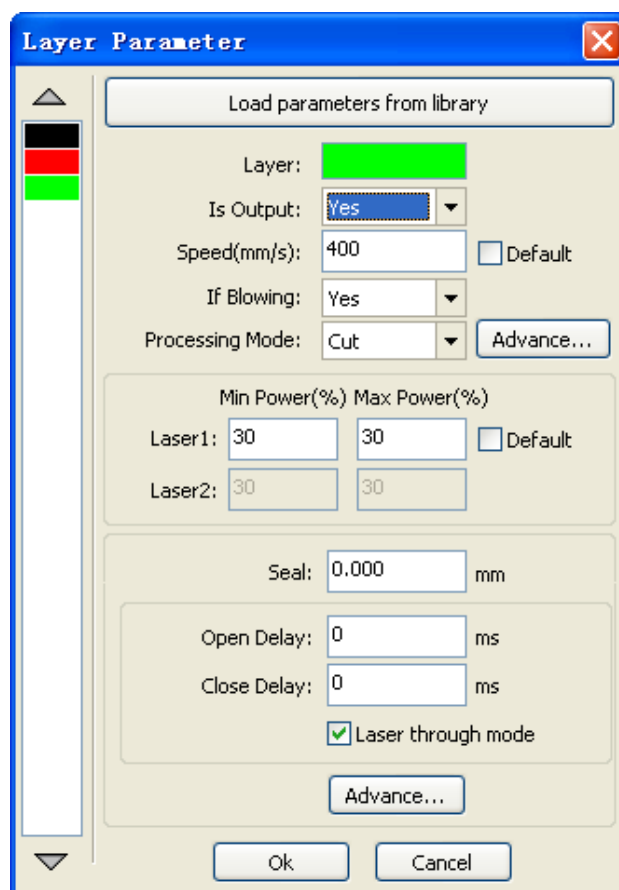 Layer Parameter
Load parameters from library
Layer:
Is Output: Yes
Speed(mm/s): 400 Default
If Blowing: Yes
Processing Mode: Cut Advance...
Min Power(%) Max Power(%)
Laser1: 30 30 Default
Laser2: 30 30
Seal: 0.000 mm
Open Delay: 0 ms
Close Delay: 0 ms
Laser through mode
Advance...
Ok Cancel